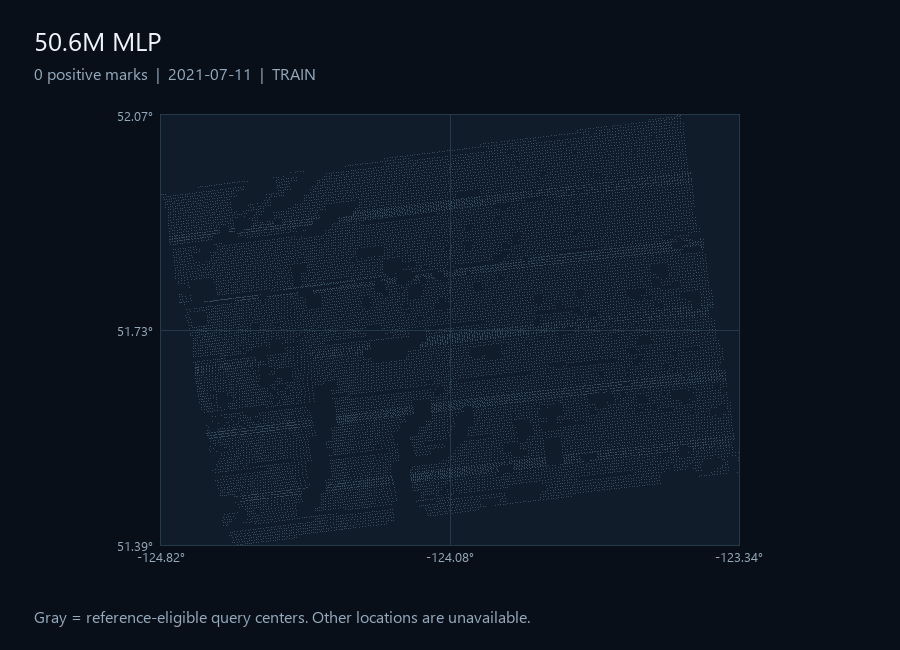 50.6M MLP
0 positive marks | 2021-07-11 | TRAIN
52.07°
51.73°
51.39°
-124.82°
-124.08°
-123.34°
Gray = reference-eligible query centers. Other locations are unavailable.